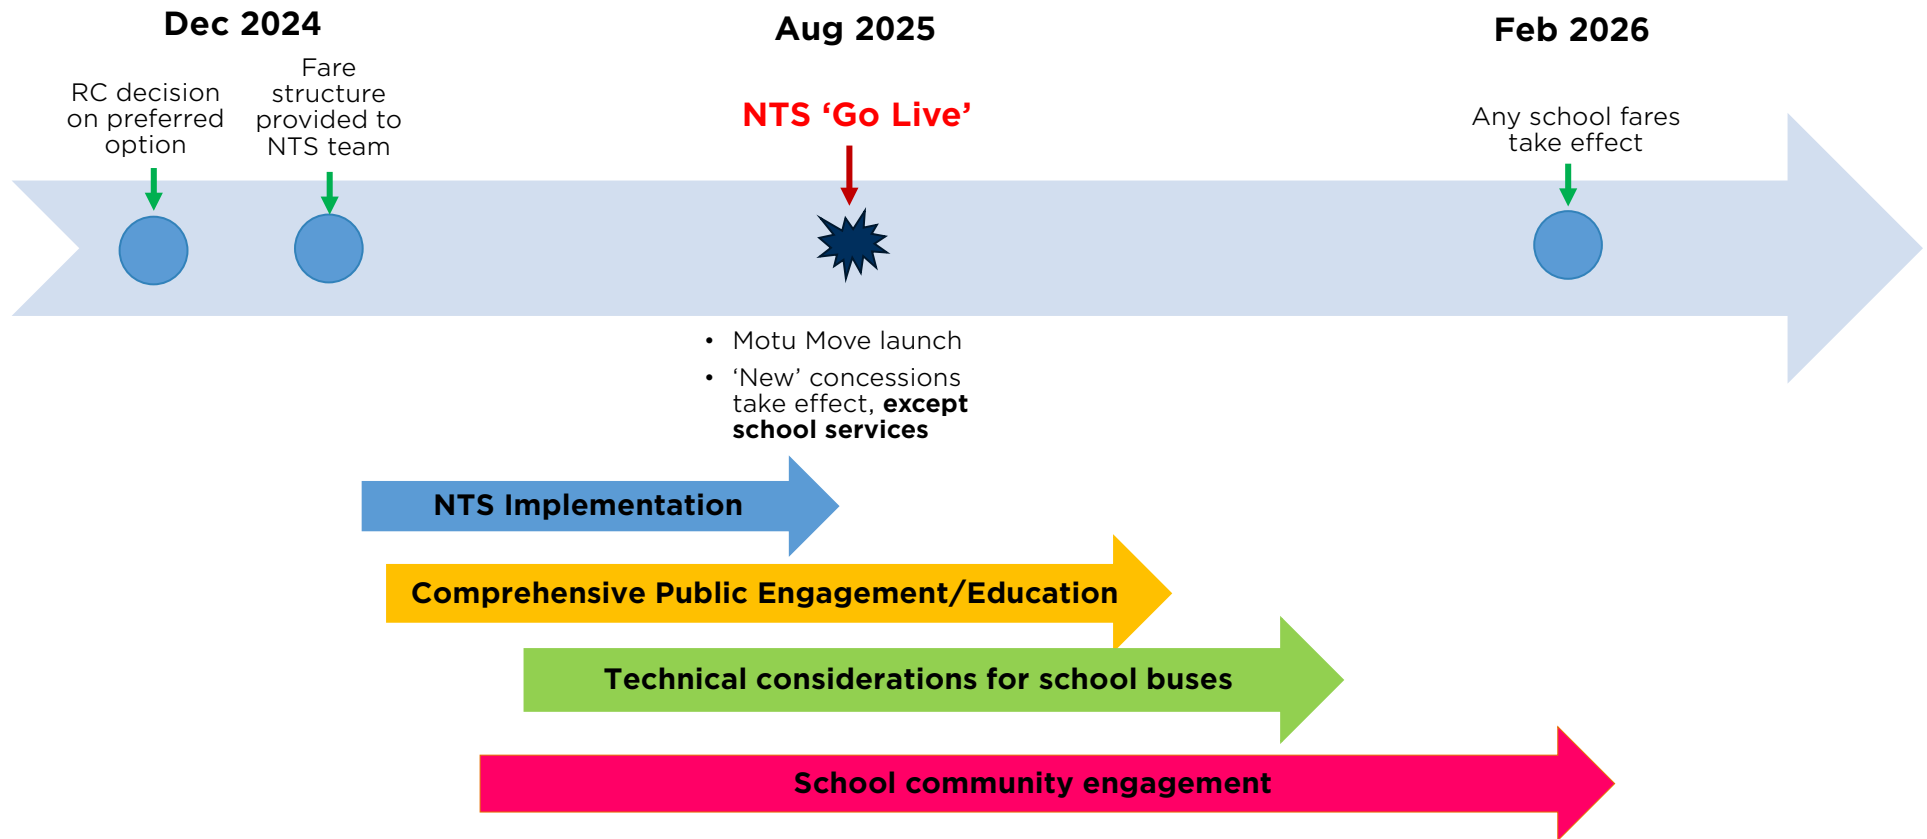 Dec 2024
Aug 2025
Feb 2026
RC decision
on preferred
option
Fare
structure
provided to
NTS team
NTS ‘Go Live’
Any school fares
take effect
• Motu Move launch
• ‘New’ concessions
take effect, except
school services
NTS Implementation
Comprehensive Public Engagement/Education
Technical considerations for school buses
School community engagement